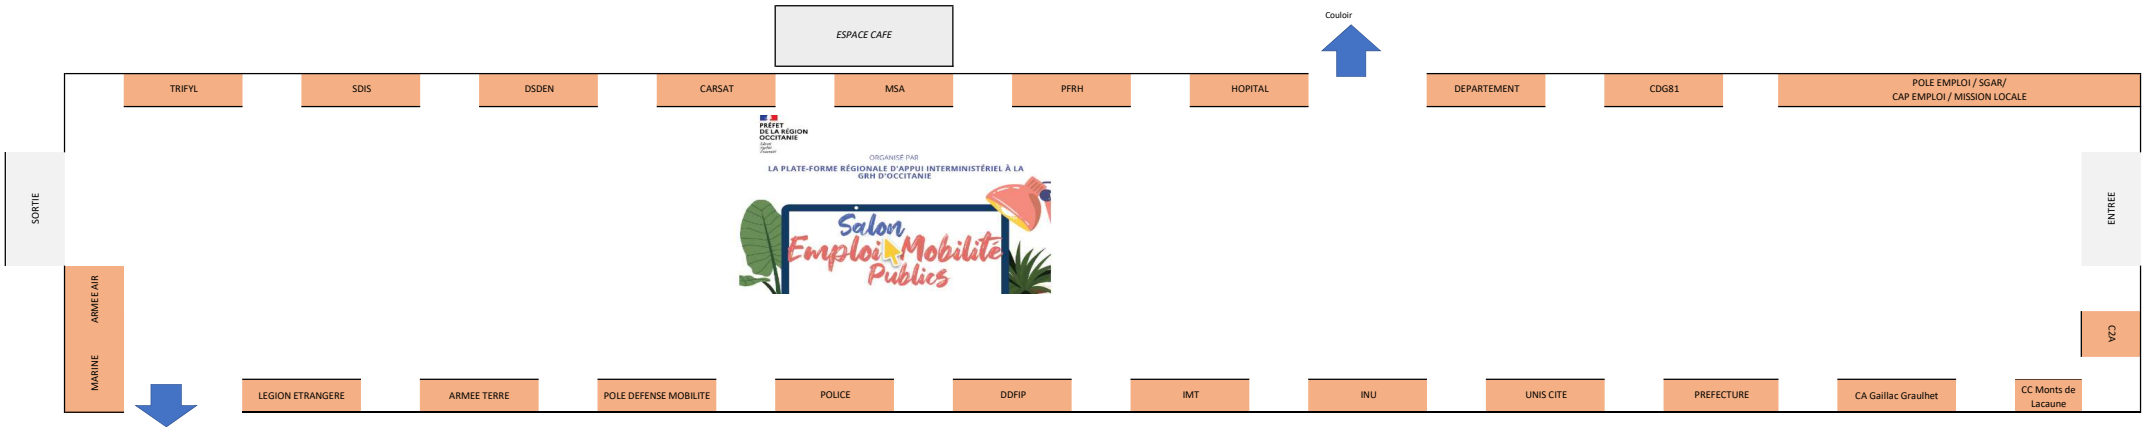 Couloir
ESPACE CAFE
TRIFYL
SDIS
DSDEN
CARSAT
MSA
PFRH
HOPITAL
DEPARTEMENT
CDG81
POLE EMPLOI / SGAR/
CAP EMPLOI / MISSION LOCALE
PRÉFET
DE LA RÉGION
OCCITANIE
ORGANISÉ PAR
LA PLATE-FORME RÉGIONALE D'APPUI INTERMINISTÉRIEL À LA
GRH D'OCCITANIE
Salon
Emploi Mobilité
Publics
SORTIE
ENTREE
ARMEE AIR
MARINE
C2A
LEGION ETRANGERE
ARMEE TERRE
POLE DEFENSE MOBILITE
POLICE
DDFIP
IMT
INU
UNIS CITE
PREFECTURE
CA Gaillac Graulhet
CC Monts de
Lacaune